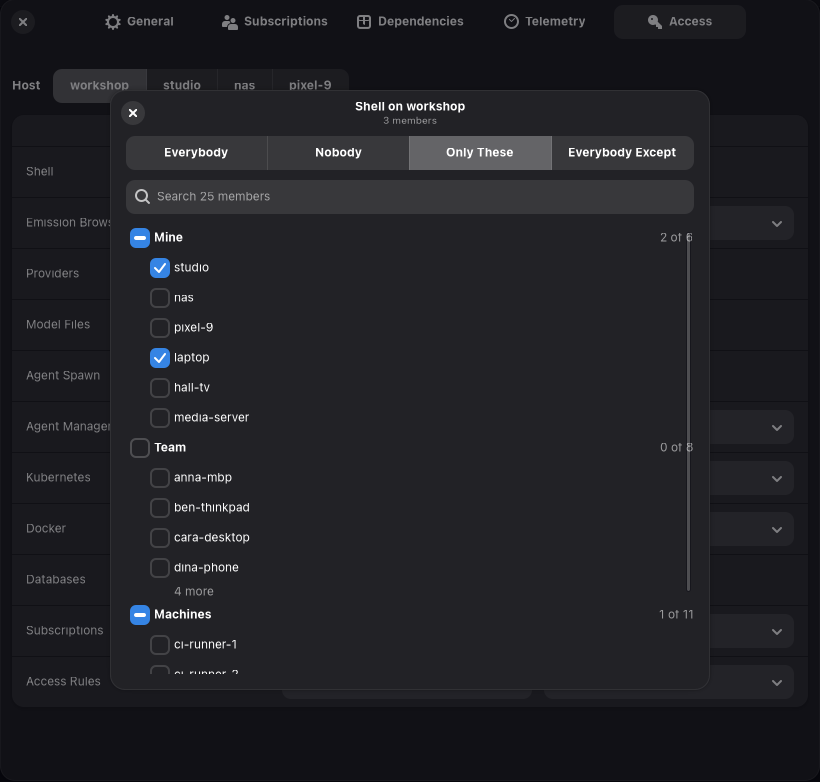 General
Subscriptions
Dependencies
Telemetry
Access
Host
workshop
studio
nas
pixel-9
Shell on workshop
3 members
Everybody
Nobody
Only These
Everybody Except
Search 25 members
Mine
2 of 6
studio
nas
pixel-9
laptop
hall-tv
media-server
Team
0 of 8
anna-mbp
ben-thinkpad
cara-desktop
dina-phone
4 more
Machines
1 of 11
ci-runner-1
ci-runner-2
Shell
Emission Brows
Providers
Model Files
Agent Spawn
Agent Manager
Kubernetes
Docker
Databases
Subscriptions
Access Rules